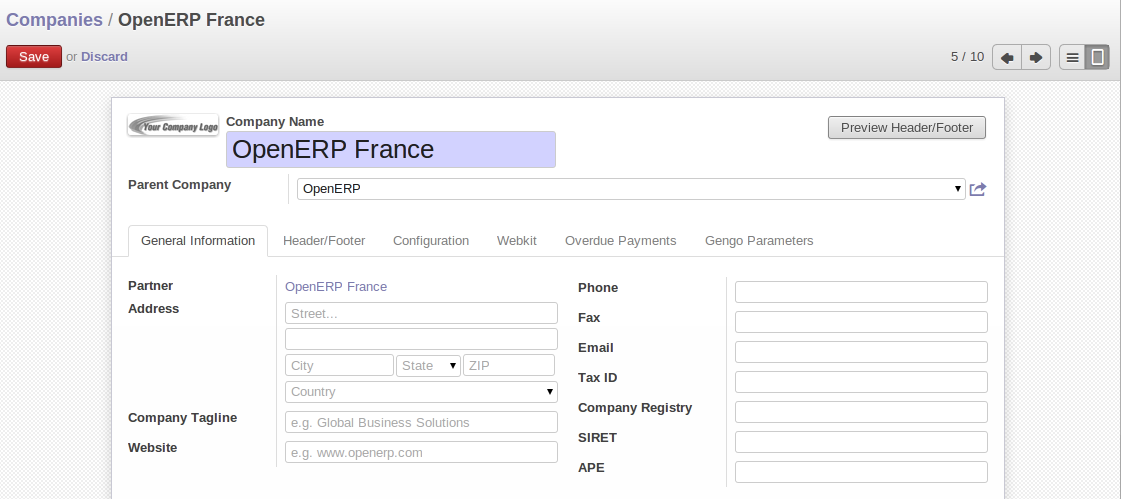 Companies / OpenERP France
Save or Discard
5 / 10
Your Company Logo
Company Name
OpenERP France
Preview Header/Footer
Parent Company
OpenERP
General Information Header/Footer Configuration Webkit Overdue Payments Gengo Parameters
Partner
OpenERP France
Address
Street...
City State ZIP
Country
Company Tagline
e.g. Global Business Solutions
Website
e.g. www.openerp.com
Phone
Fax
Email
Tax ID
Company Registry
SIRET
APE